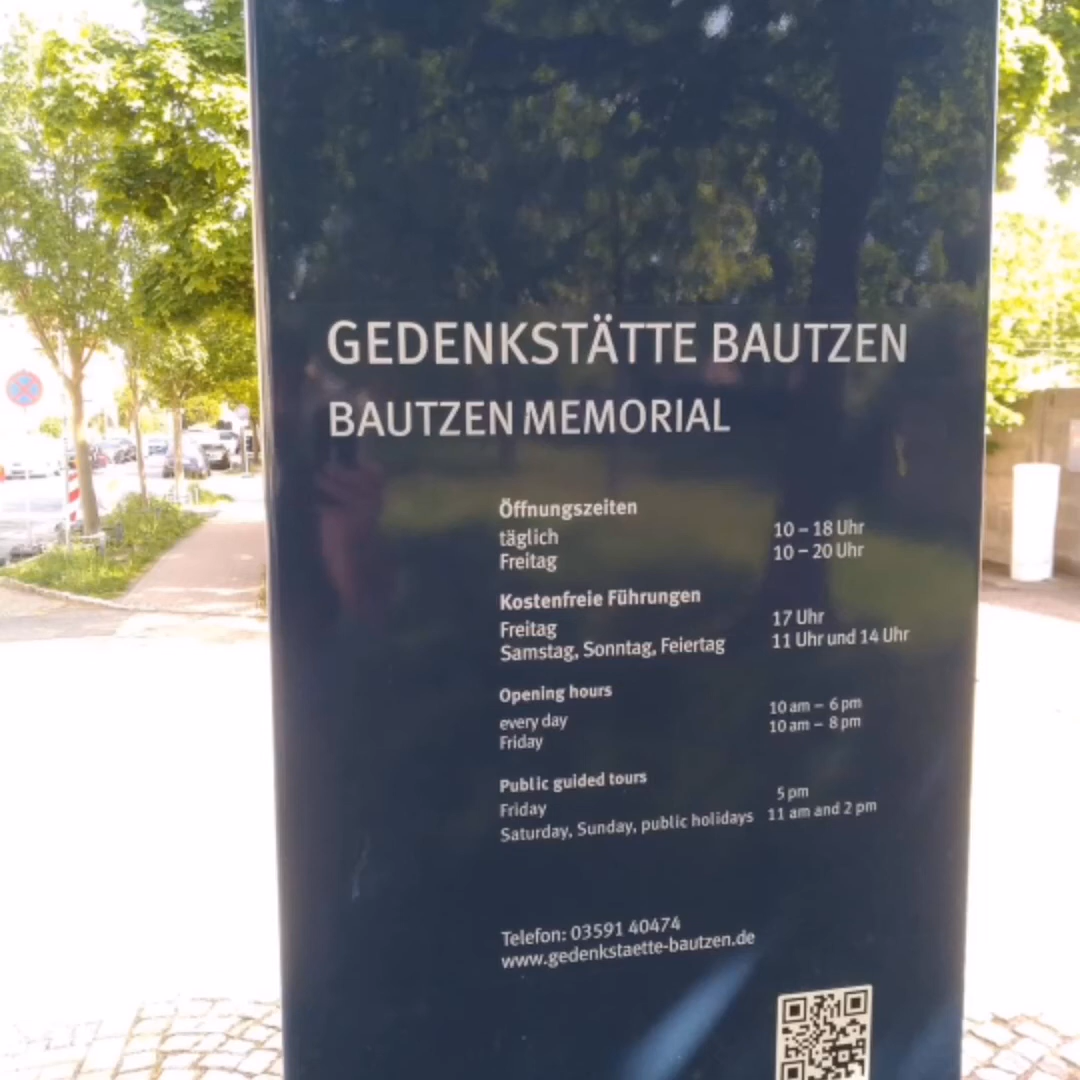 GEDENKSTÄTTE BAUTZEN
BAUTZEN MEMORIAL
Öffnungszeiten
täglich 10 – 18 Uhr
Freitag 10 – 20 Uhr
Kostenfreie Führungen
Freitag 17 Uhr
Samstag, Sonntag, Feiertag 11 Uhr und 14 Uhr
Opening hours
every day 10 am – 6 pm
Friday 10 am – 8 pm
Public guided tours
Friday 5 pm
Saturday, Sunday, public holidays 11 am and 2 pm
Telefon: 03591 40474
www.gedenkstaette-bautzen.de